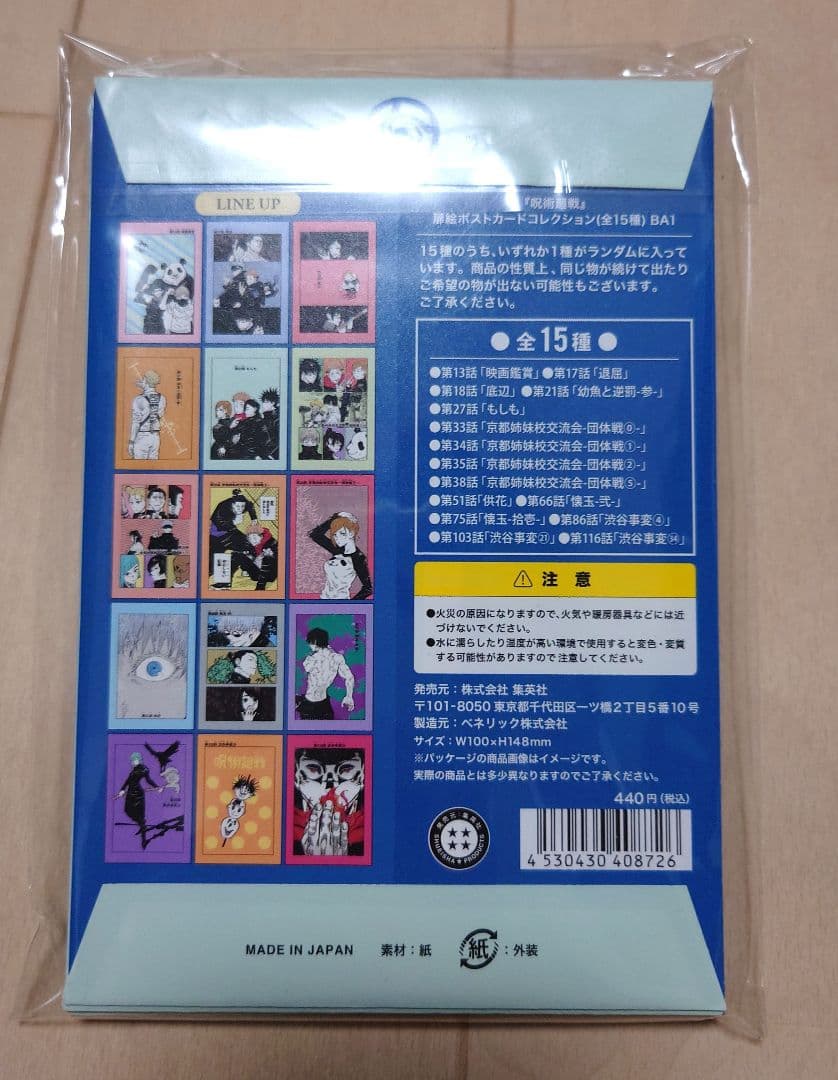 LINE UP
『呪術廻戦』
扉絵ポストカードコレクション(全15種) BA1
15種のうち、いずれか1種がランダムに入って
います。商品の性質上、同じ物が続けて出たり
ご希望の物が出ない可能性もございます。
ご了承ください。
●全15種●
●第13話「映画鑑賞」●第17話「退屈」
●第18話「底辺」●第21話「幼魚と逆罰-参-」
●第27話「もしも」
●第33話「京都姉妹校交流会-団体戦⓪-」
●第34話「京都姉妹校交流会-団体戦①-」
●第35話「京都姉妹校交流会-団体戦②-」
●第38話「京都姉妹校交流会-団体戦⑤-」
●第51話「供花」●第66話「懐玉-弐-」
●第75話「懐玉-拾壱-」●第86話「渋谷事変④」
●第103話「渋谷事変㉑」●第116話「渋谷事変㉞」
⚠ 注 意
●火災の原因になりますので、火気や暖房器具などには近
づけないでください。
●水に濡らしたり湿度が高い環境で使用すると変色・変質
する可能性がありますので注意してください。
発売元：株式会社 集英社
〒101-8050 東京都千代田区一ツ橋2丁目5番10号
製造元：ベネリック株式会社
サイズ：W100×H148mm
※パッケージの商品画像はイメージです。
実際の商品とは多少異なりますのでご了承ください。
440円(税込)
発売元:集英社
SHUEISHA PRODUCTS
4 530430 408726
呪術廻戦
MADE IN JAPAN 素材：紙 紙：外装